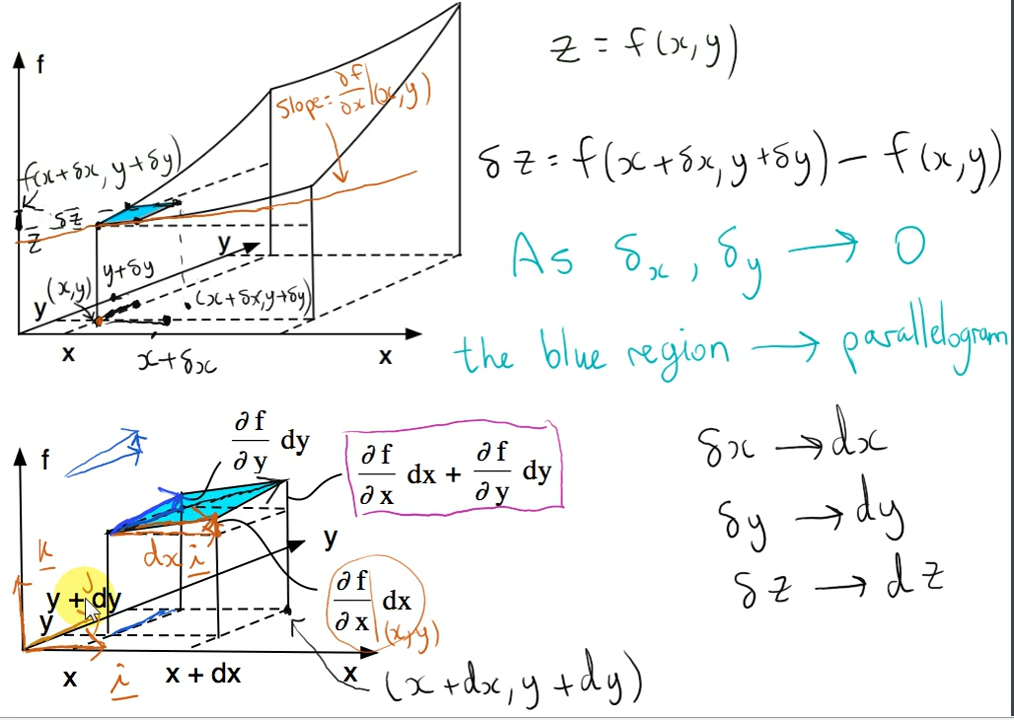 f
z = f(x, y)
Slope = ∂f/∂x|(x, y)
f(x + δx, y + δy)
δz = f(x + δx, y + δy) − f(x, y)
δz
z
y
As δx, δy → 0
(x, y)
y + δy
(x + δx, y + δy)
y
x
x + δx
x
the blue region → parallelogram
f
∂f/∂y dy
∂f/∂x dx + ∂f/∂y dy
δx → dx
δy → dy
k
dx i
y
δz → dz
j
y + dy
y
∂f/∂x|(x, y) dx
x
i
x + dx
x
(x + dx, y + dy)